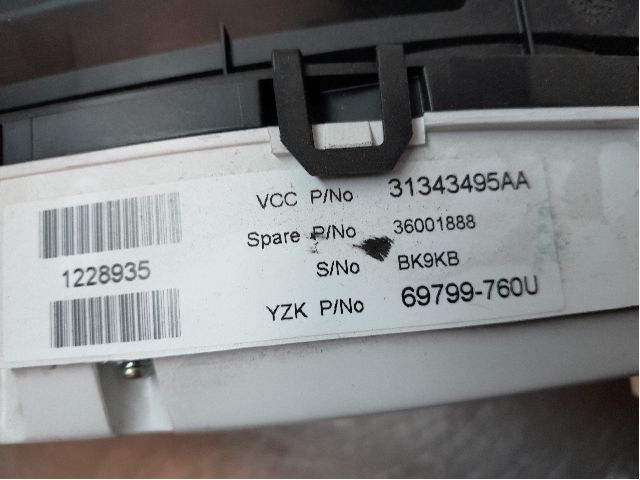 VCC P/No 31343495AA
Spare P/No 36001888
S/No BK9KB
YZK P/No 69799-760U
1228935